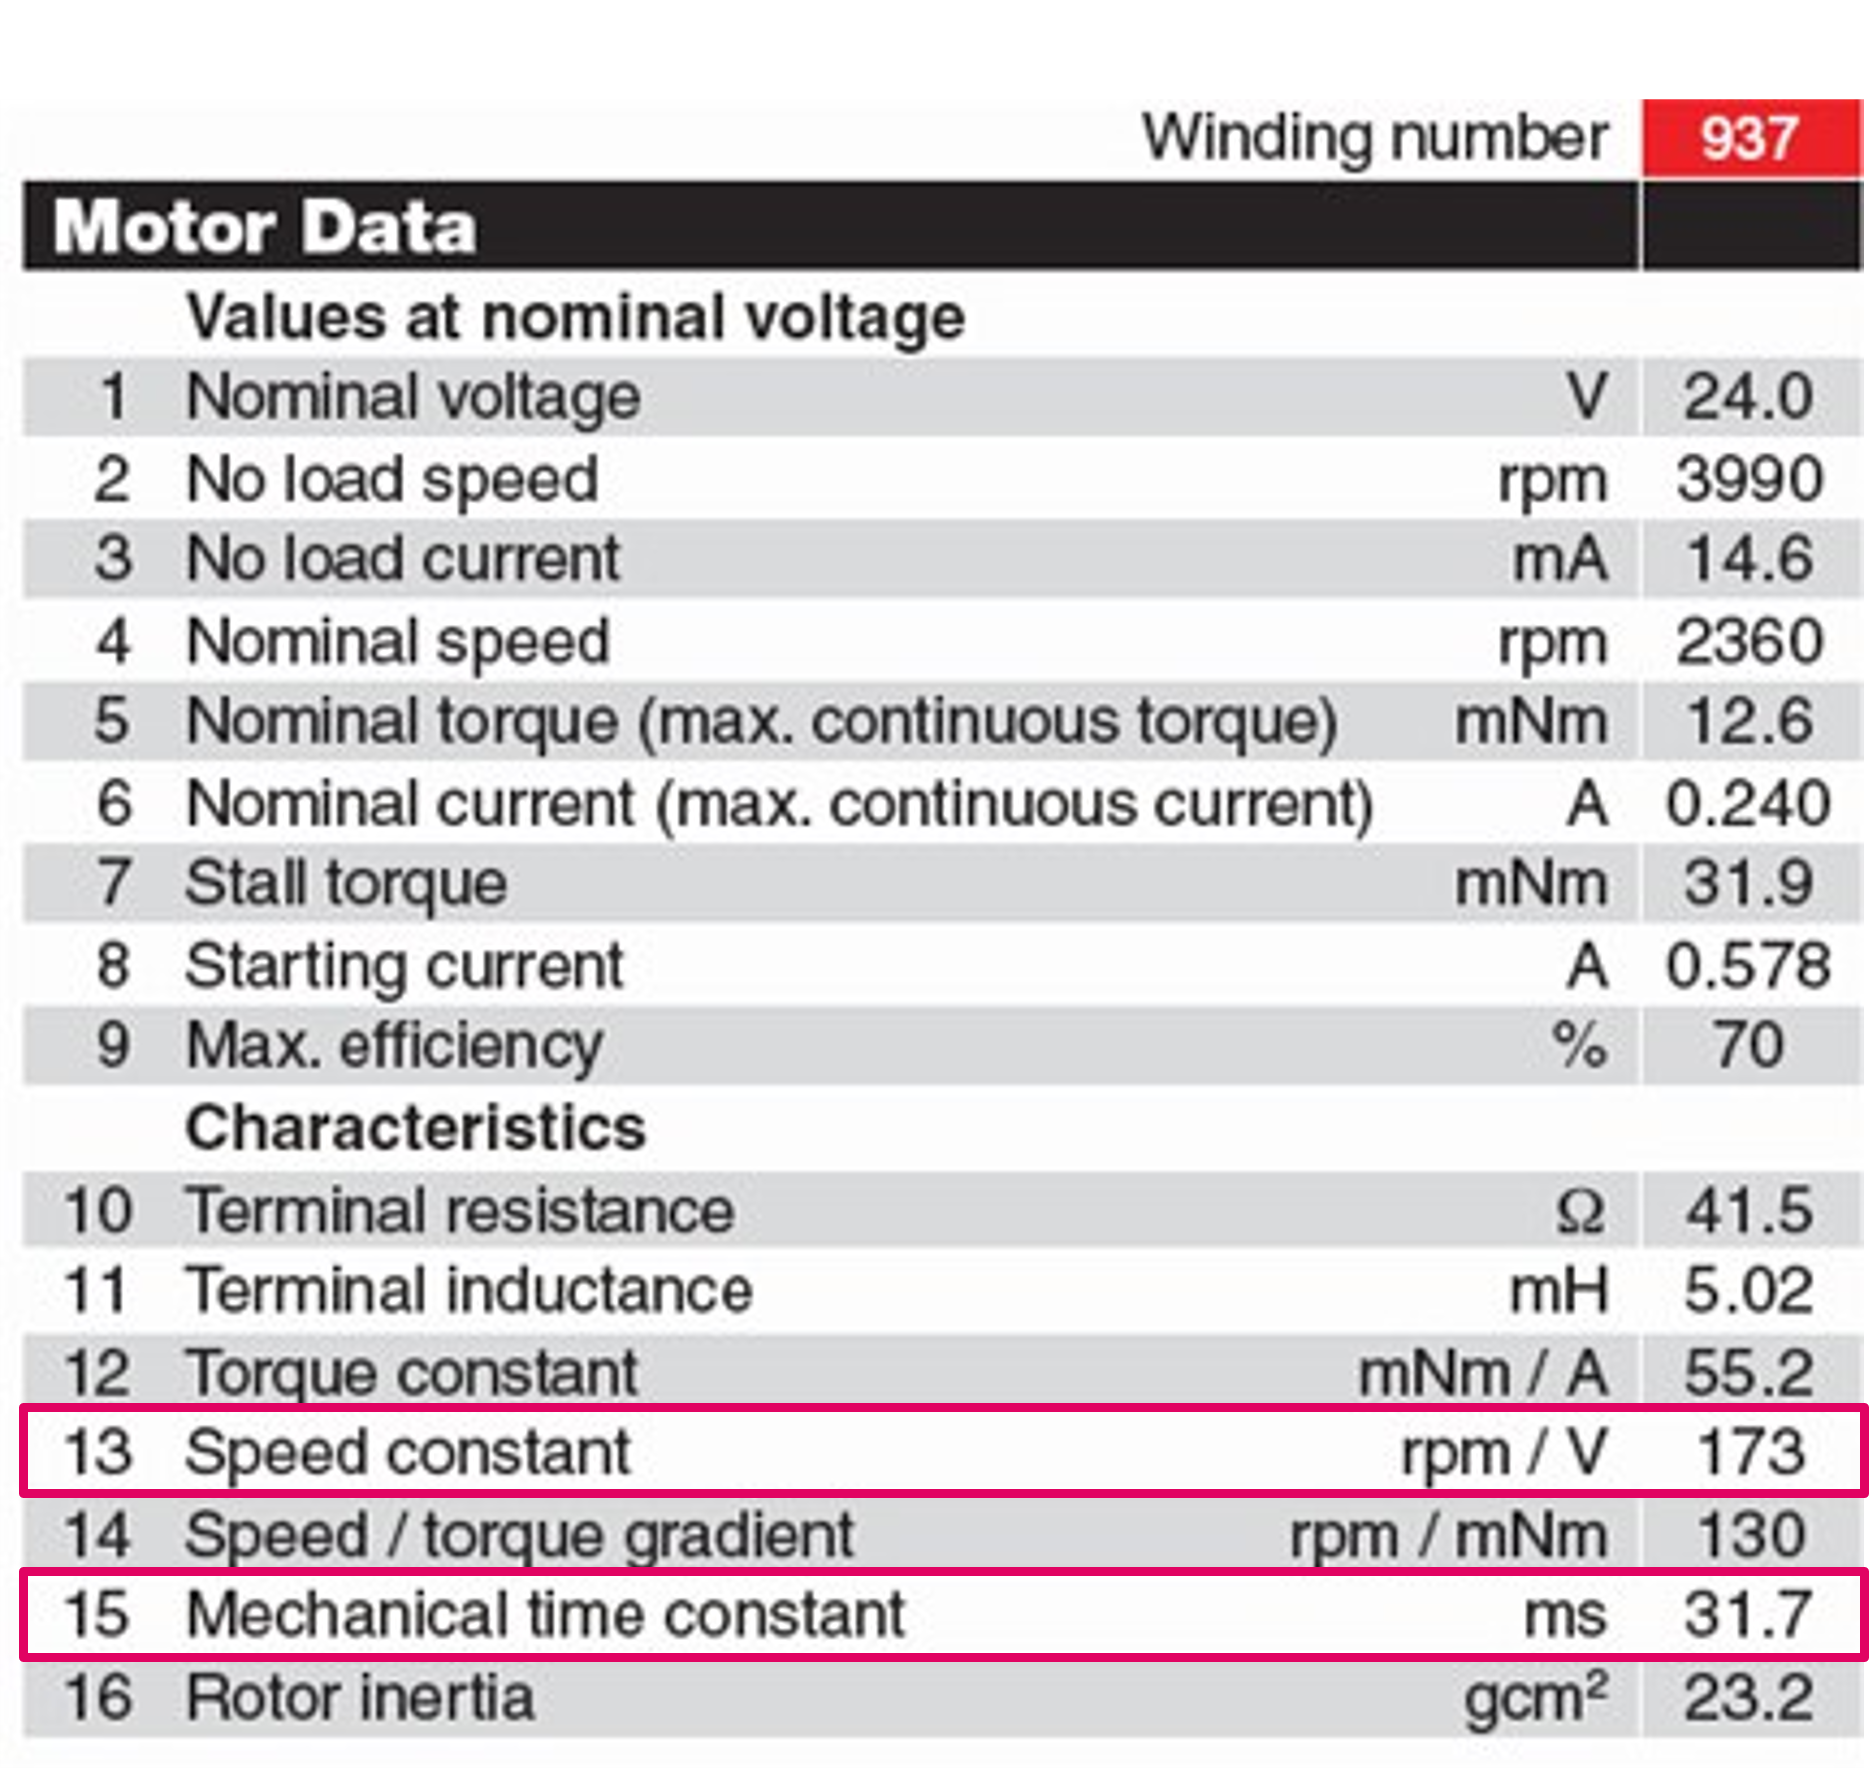 Winding number 937
Motor Data
Values at nominal voltage
1 Nominal voltage V 24.0
2 No load speed rpm 3990
3 No load current mA 14.6
4 Nominal speed rpm 2360
5 Nominal torque (max. continuous torque) mNm 12.6
6 Nominal current (max. continuous current) A 0.240
7 Stall torque mNm 31.9
8 Starting current A 0.578
9 Max. efficiency % 70
Characteristics
10 Terminal resistance Ω 41.5
11 Terminal inductance mH 5.02
12 Torque constant mNm / A 55.2
13 Speed constant rpm / V 173
14 Speed / torque gradient rpm / mNm 130
15 Mechanical time constant ms 31.7
16 Rotor inertia gcm² 23.2